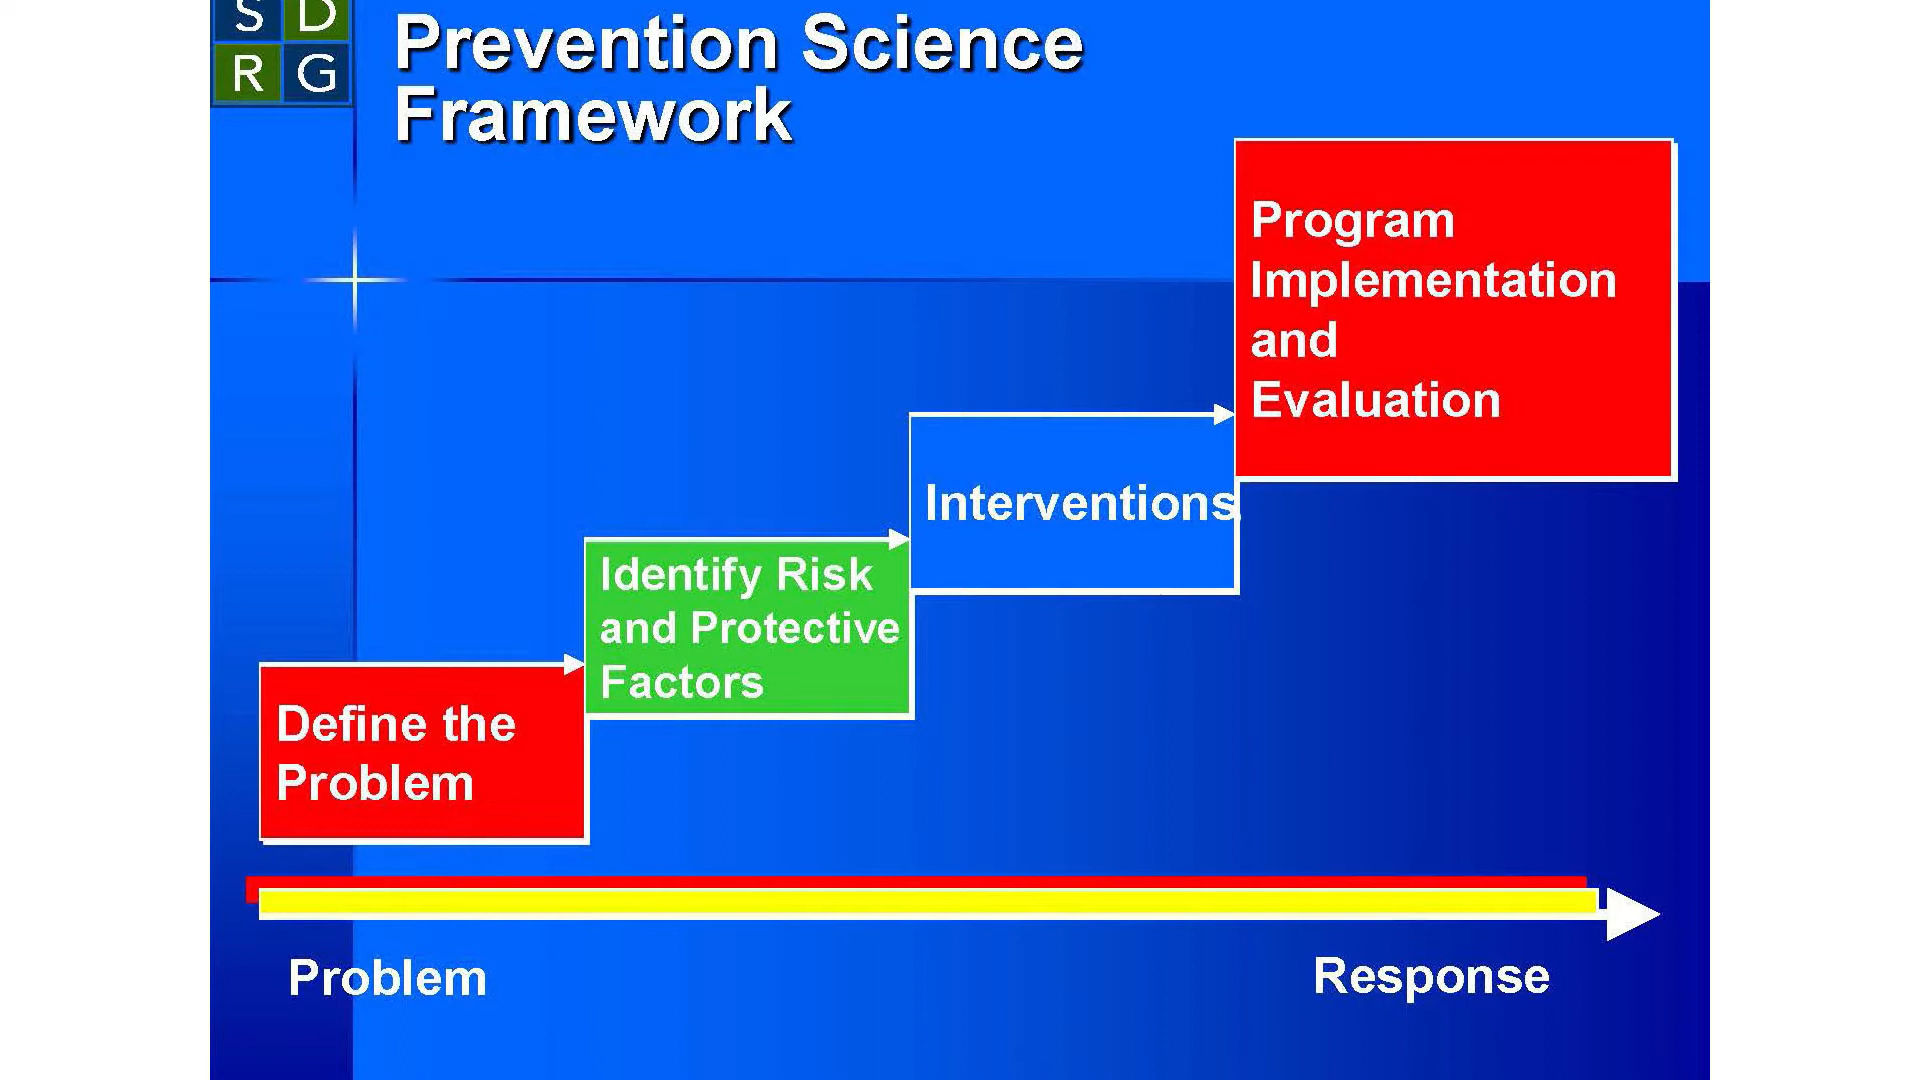 S D
R G
Prevention Science
Framework
Program
Implementation
and
Evaluation
Interventions
Identify Risk
and Protective
Factors
Define the
Problem
Problem
Response